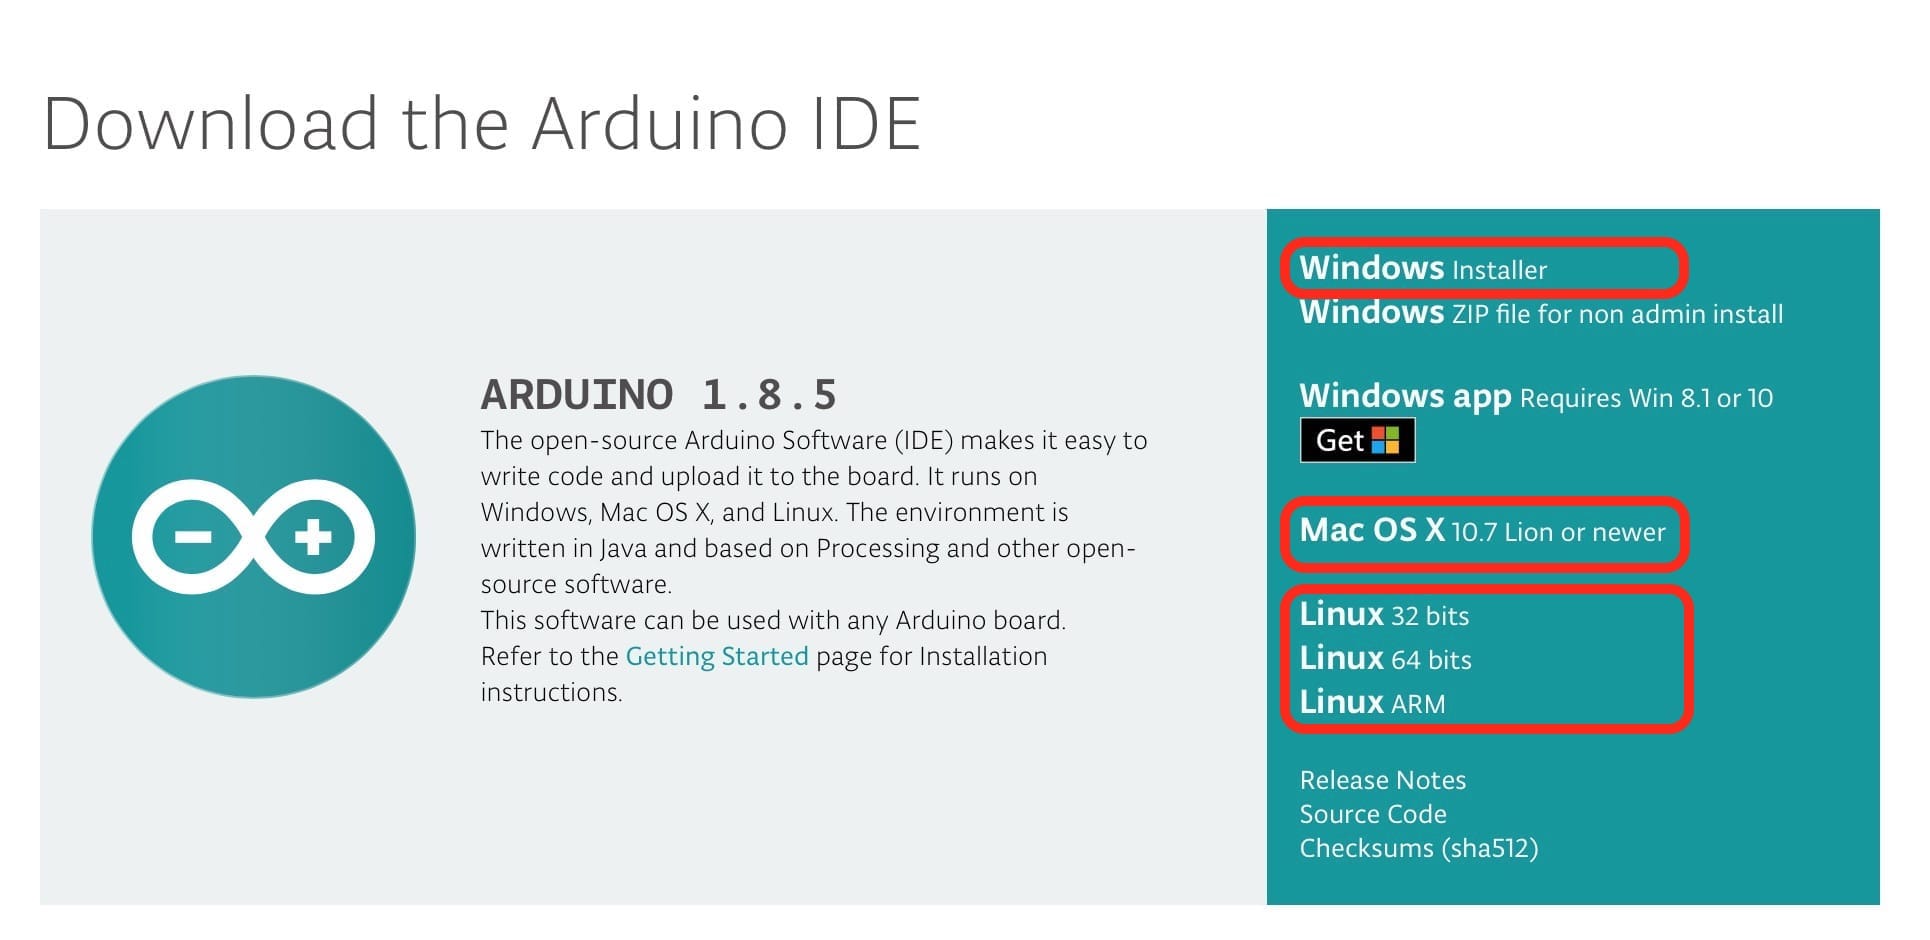 Download the Arduino IDE
ARDUINO 1.8.5
The open-source Arduino Software (IDE) makes it easy to
write code and upload it to the board. It runs on
Windows, Mac OS X, and Linux. The environment is
written in Java and based on Processing and other open-
source software.
This software can be used with any Arduino board.
Refer to the Getting Started page for Installation
instructions.
Windows Installer
Windows ZIP file for non admin install
Windows app Requires Win 8.1 or 10
Get
Mac OS X 10.7 Lion or newer
Linux 32 bits
Linux 64 bits
Linux ARM
Release Notes
Source Code
Checksums (sha512)